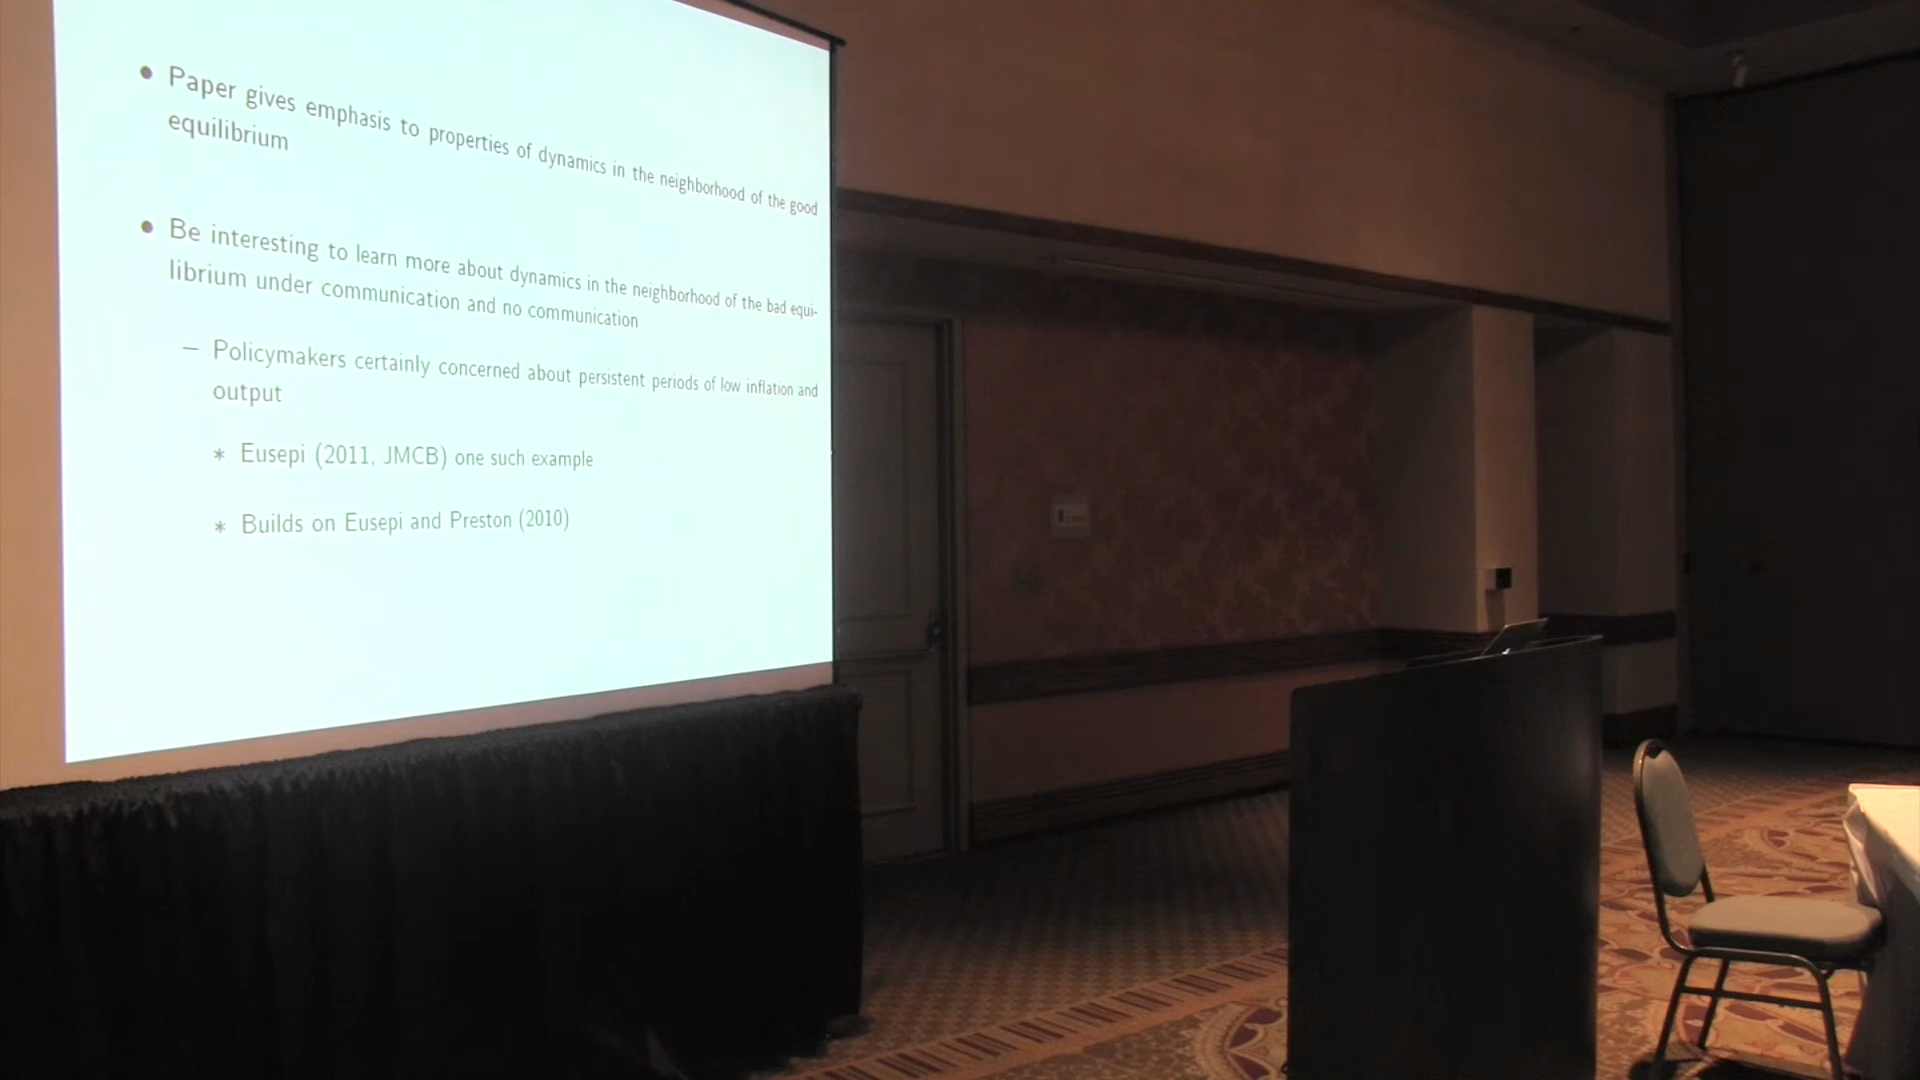 • Paper gives emphasis to properties of dynamics in the neighborhood of the good
equilibrium
• Be interesting to learn more about dynamics in the neighborhood of the bad equi-
librium under communication and no communication
– Policymakers certainly concerned about persistent periods of low inflation and
output
* Eusepi (2011, JMCB) one such example
* Builds on Eusepi and Preston (2010)